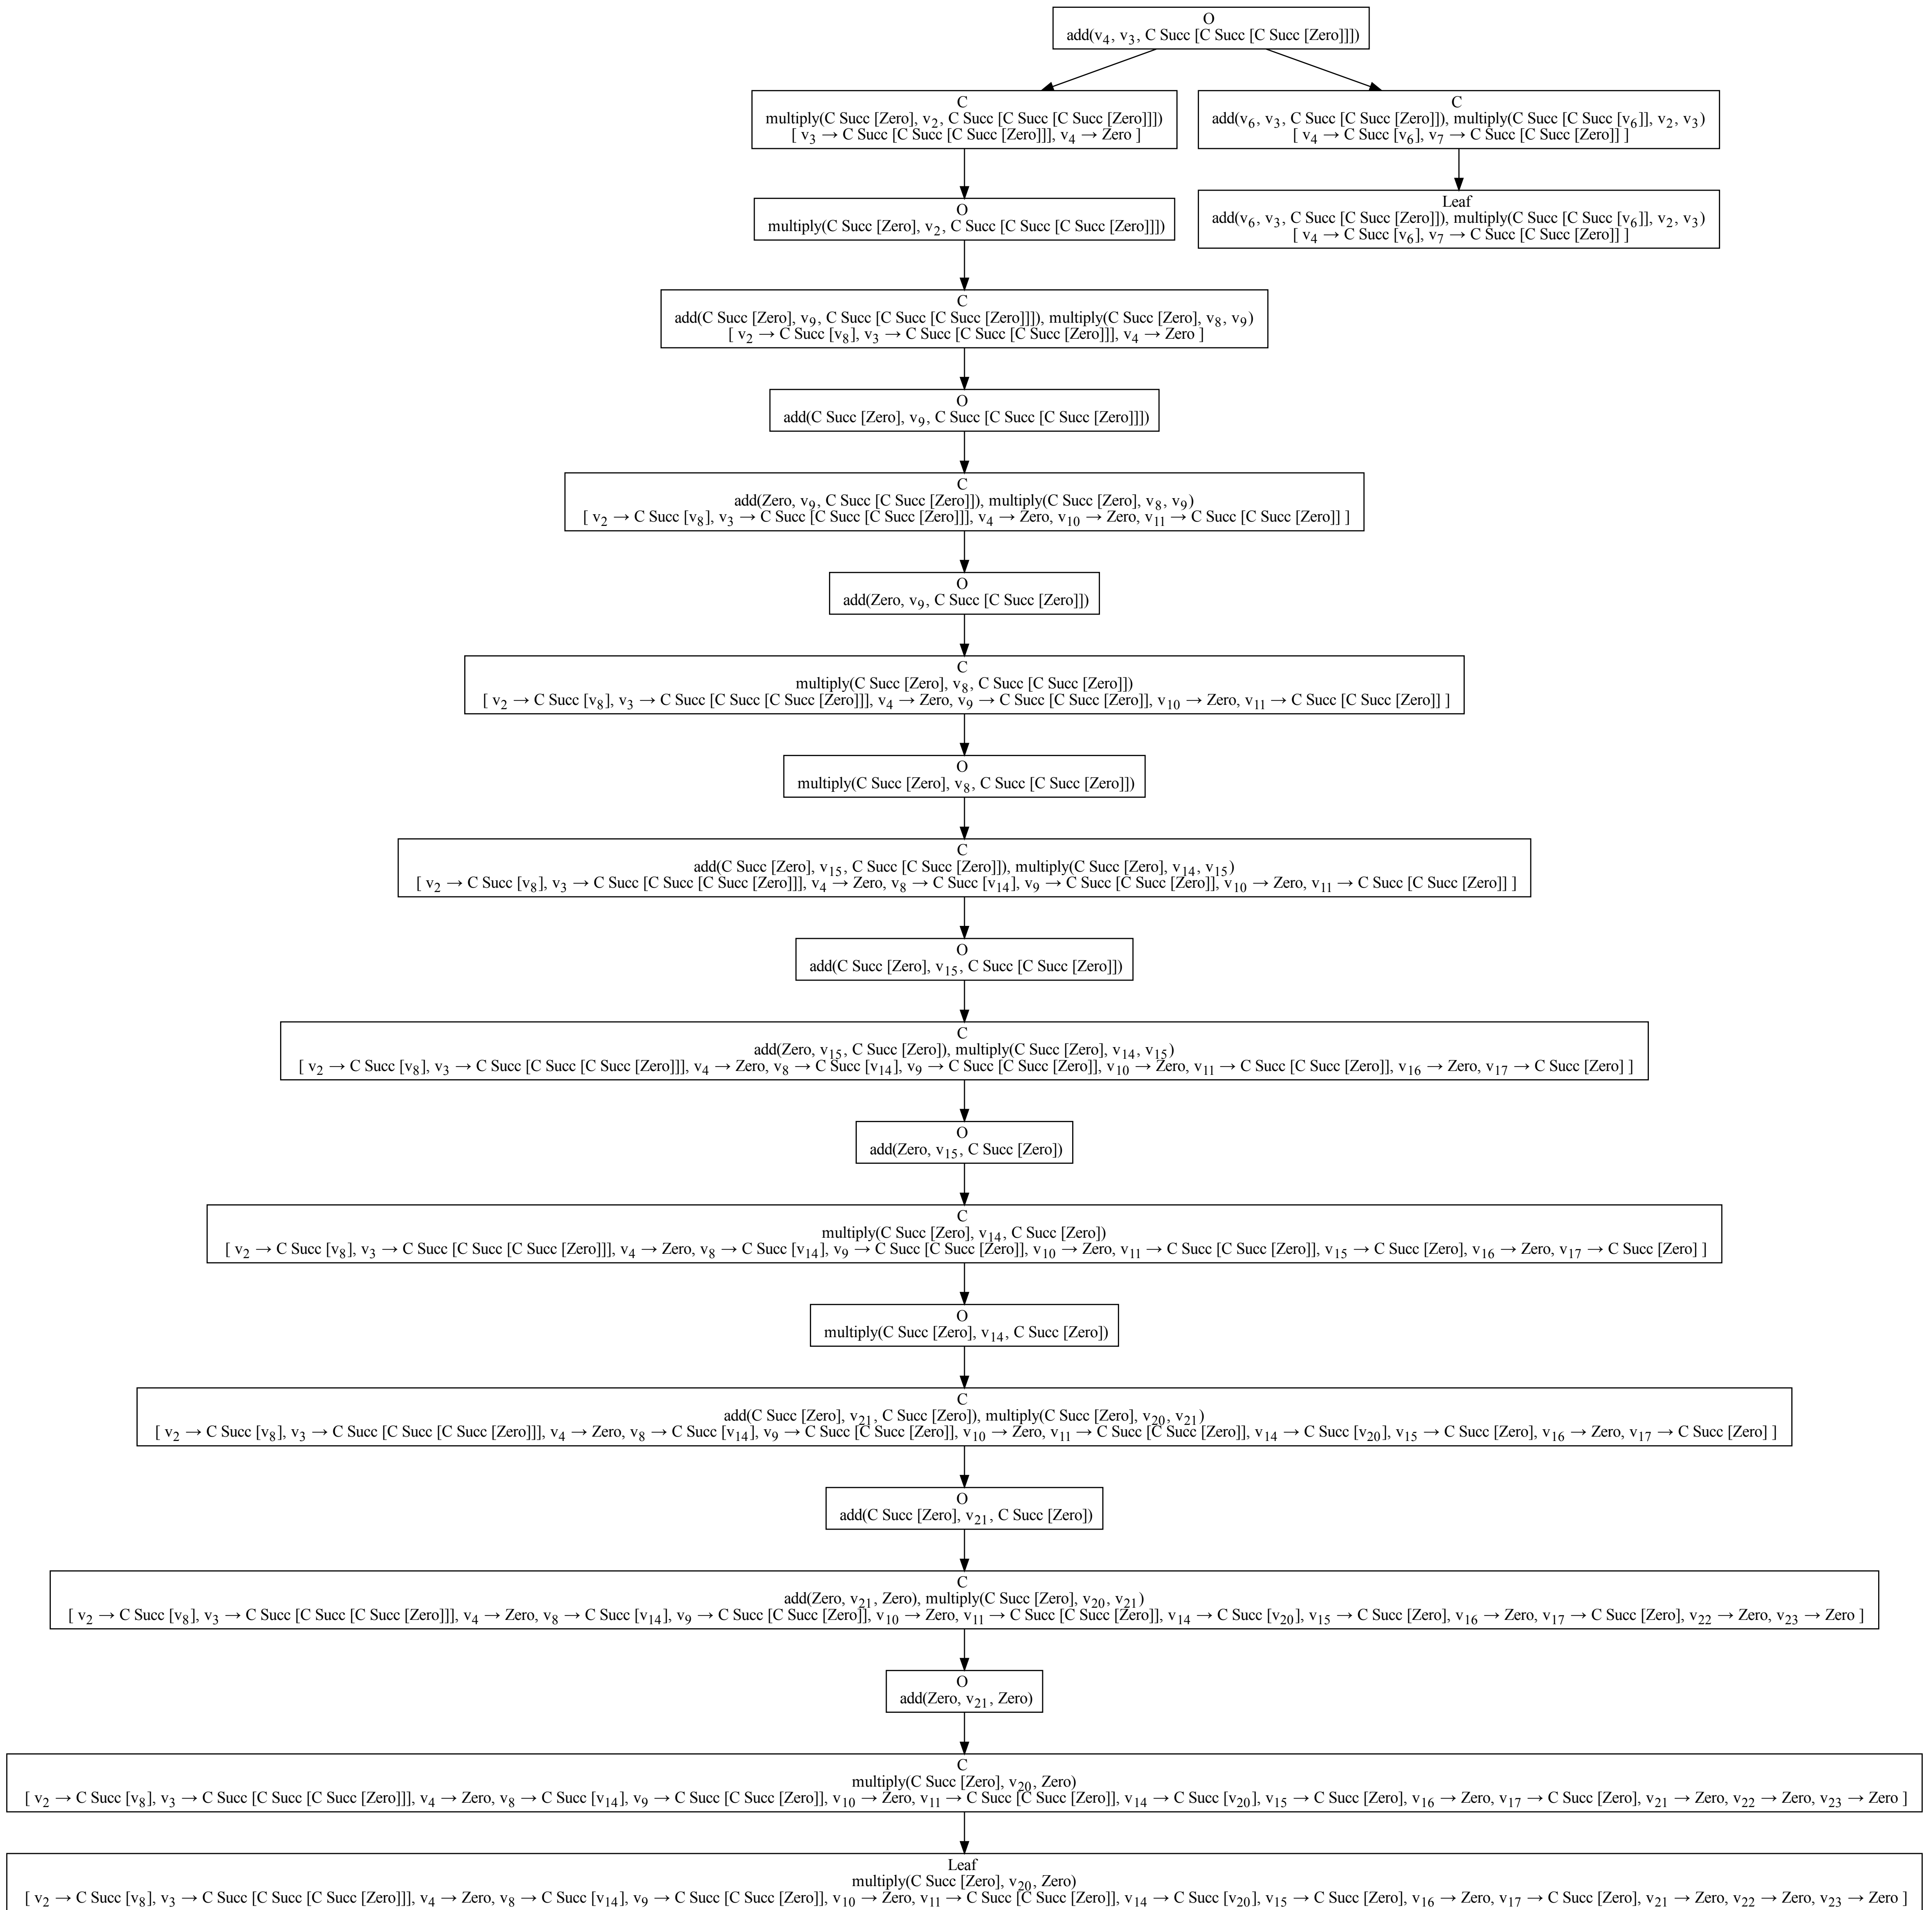 O
add(v4, v3, C Succ [C Succ [C Succ [Zero]]])
C
multiply(C Succ [Zero], v2, C Succ [C Succ [C Succ [Zero]]])
[ v3 → C Succ [C Succ [C Succ [Zero]]], v4 → Zero ]
C
add(v6, v3, C Succ [C Succ [Zero]]), multiply(C Succ [C Succ [v6]], v2, v3)
[ v4 → C Succ [v6], v7 → C Succ [C Succ [Zero]] ]
O
multiply(C Succ [Zero], v2, C Succ [C Succ [C Succ [Zero]]])
Leaf
add(v6, v3, C Succ [C Succ [Zero]]), multiply(C Succ [C Succ [v6]], v2, v3)
[ v4 → C Succ [v6], v7 → C Succ [C Succ [Zero]] ]
C
add(C Succ [Zero], v9, C Succ [C Succ [C Succ [Zero]]]), multiply(C Succ [Zero], v8, v9)
[ v2 → C Succ [v8], v3 → C Succ [C Succ [C Succ [Zero]]], v4 → Zero ]
O
add(C Succ [Zero], v9, C Succ [C Succ [C Succ [Zero]]])
C
add(Zero, v9, C Succ [C Succ [Zero]]), multiply(C Succ [Zero], v8, v9)
[ v2 → C Succ [v8], v3 → C Succ [C Succ [C Succ [Zero]]], v4 → Zero, v10 → Zero, v11 → C Succ [C Succ [Zero]] ]
O
add(Zero, v9, C Succ [C Succ [Zero]])
C
multiply(C Succ [Zero], v8, C Succ [C Succ [Zero]])
[ v2 → C Succ [v8], v3 → C Succ [C Succ [C Succ [Zero]]], v4 → Zero, v9 → C Succ [C Succ [Zero]], v10 → Zero, v11 → C Succ [C Succ [Zero]] ]
O
multiply(C Succ [Zero], v8, C Succ [C Succ [Zero]])
C
add(C Succ [Zero], v15, C Succ [C Succ [Zero]]), multiply(C Succ [Zero], v14, v15)
[ v2 → C Succ [v8], v3 → C Succ [C Succ [C Succ [Zero]]], v4 → Zero, v8 → C Succ [v14], v9 → C Succ [C Succ [Zero]], v10 → Zero, v11 → C Succ [C Succ [Zero]] ]
O
add(C Succ [Zero], v15, C Succ [C Succ [Zero]])
C
add(Zero, v15, C Succ [Zero]), multiply(C Succ [Zero], v14, v15)
[ v2 → C Succ [v8], v3 → C Succ [C Succ [C Succ [Zero]]], v4 → Zero, v8 → C Succ [v14], v9 → C Succ [C Succ [Zero]], v10 → Zero, v11 → C Succ [C Succ [Zero]], v16 → Zero, v17 → C Succ [Zero] ]
O
add(Zero, v15, C Succ [Zero])
C
multiply(C Succ [Zero], v14, C Succ [Zero])
[ v2 → C Succ [v8], v3 → C Succ [C Succ [C Succ [Zero]]], v4 → Zero, v8 → C Succ [v14], v9 → C Succ [C Succ [Zero]], v10 → Zero, v11 → C Succ [C Succ [Zero]], v15 → C Succ [Zero], v16 → Zero, v17 → C Succ [Zero] ]
O
multiply(C Succ [Zero], v14, C Succ [Zero])
C
add(C Succ [Zero], v21, C Succ [Zero]), multiply(C Succ [Zero], v20, v21)
[ v2 → C Succ [v8], v3 → C Succ [C Succ [C Succ [Zero]]], v4 → Zero, v8 → C Succ [v14], v9 → C Succ [C Succ [Zero]], v10 → Zero, v11 → C Succ [C Succ [Zero]], v14 → C Succ [v20], v15 → C Succ [Zero], v16 → Zero, v17 → C Succ [Zero] ]
O
add(C Succ [Zero], v21, C Succ [Zero])
C
add(Zero, v21, Zero), multiply(C Succ [Zero], v20, v21)
[ v2 → C Succ [v8], v3 → C Succ [C Succ [C Succ [Zero]]], v4 → Zero, v8 → C Succ [v14], v9 → C Succ [C Succ [Zero]], v10 → Zero, v11 → C Succ [C Succ [Zero]], v14 → C Succ [v20], v15 → C Succ [Zero], v16 → Zero, v17 → C Succ [Zero], v22 → Zero, v23 → Zero ]
O
add(Zero, v21, Zero)
C
multiply(C Succ [Zero], v20, Zero)
[ v2 → C Succ [v8], v3 → C Succ [C Succ [C Succ [Zero]]], v4 → Zero, v8 → C Succ [v14], v9 → C Succ [C Succ [Zero]], v10 → Zero, v11 → C Succ [C Succ [Zero]], v14 → C Succ [v20], v15 → C Succ [Zero], v16 → Zero, v17 → C Succ [Zero], v21 → Zero, v22 → Zero, v23 → Zero ]
Leaf
multiply(C Succ [Zero], v20, Zero)
[ v2 → C Succ [v8], v3 → C Succ [C Succ [C Succ [Zero]]], v4 → Zero, v8 → C Succ [v14], v9 → C Succ [C Succ [Zero]], v10 → Zero, v11 → C Succ [C Succ [Zero]], v14 → C Succ [v20], v15 → C Succ [Zero], v16 → Zero, v17 → C Succ [Zero], v21 → Zero, v22 → Zero, v23 → Zero ]